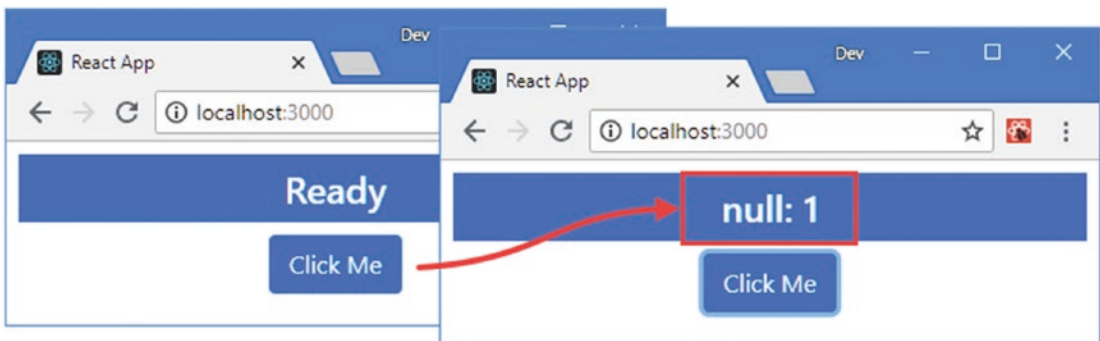 Dev
React App
localhost:3000
Ready
Click Me
Dev
React App
localhost:3000
null: 1
Click Me